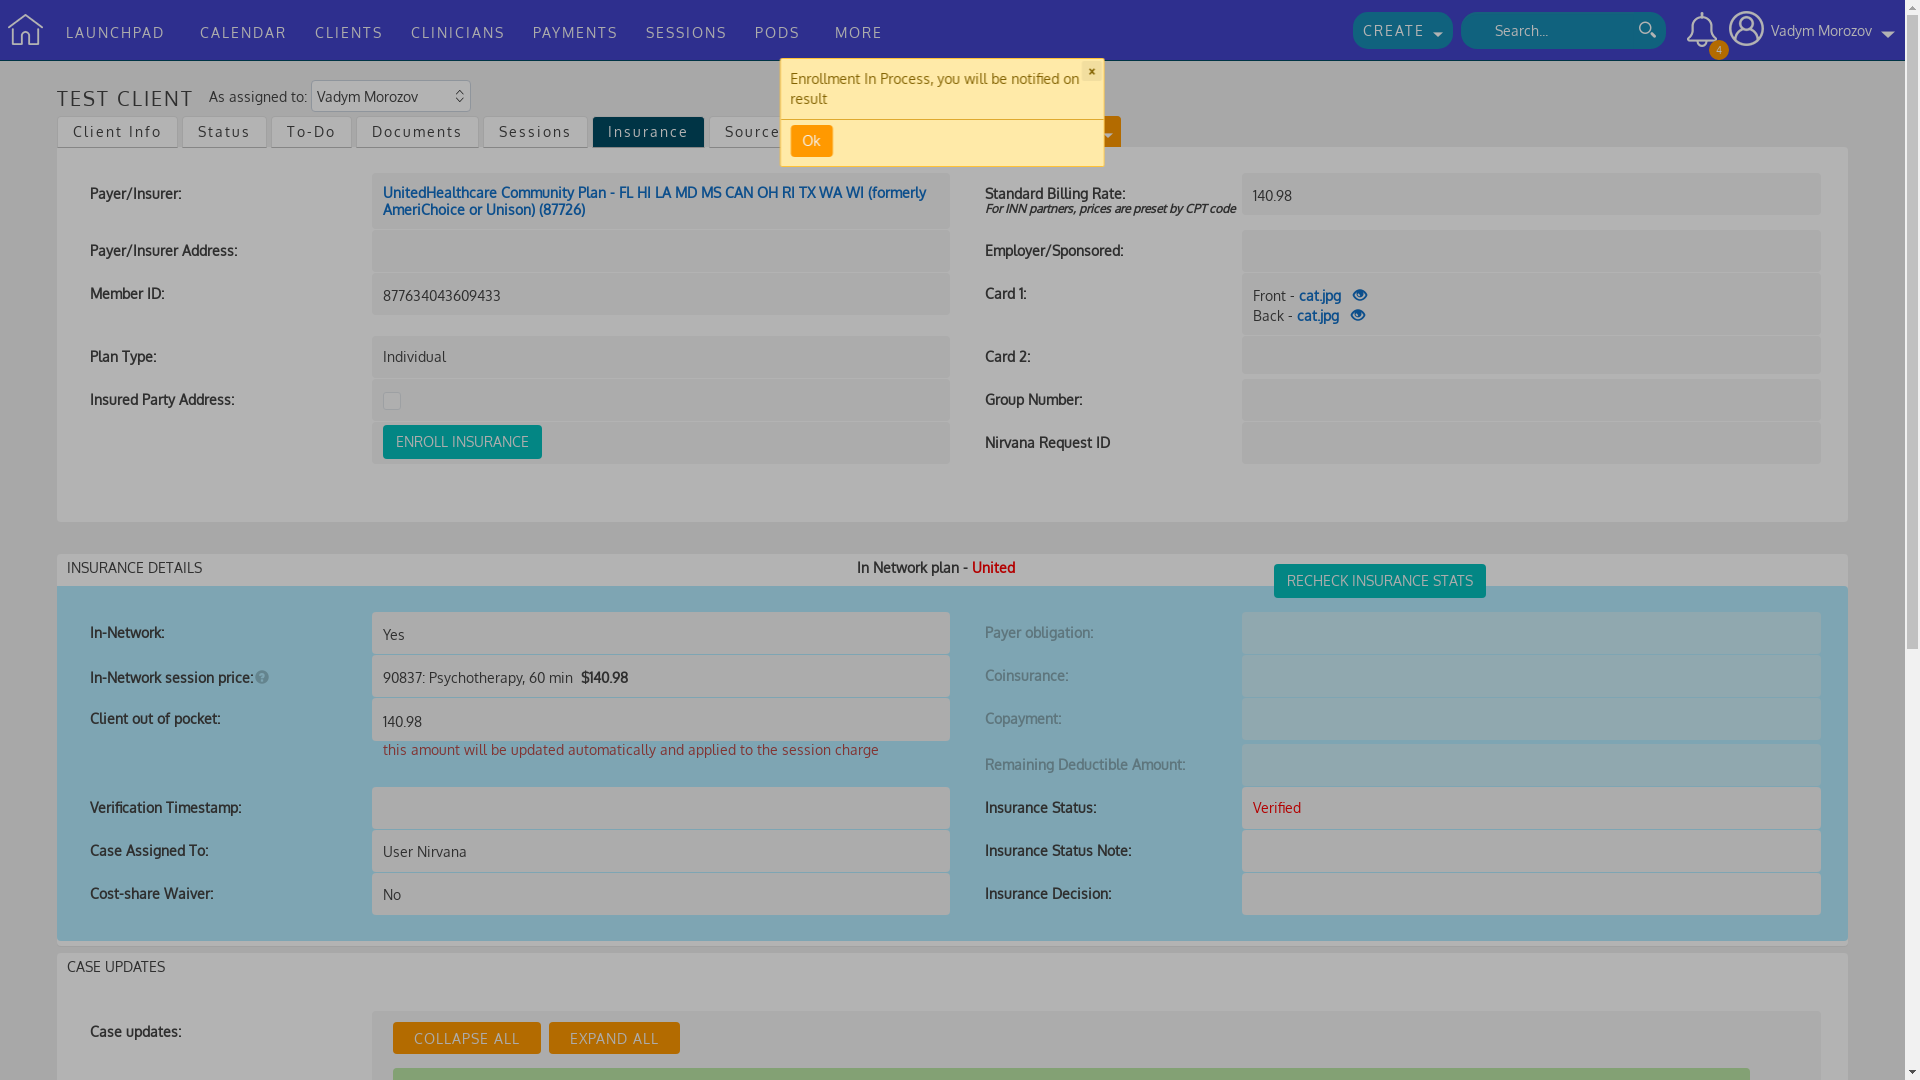 LAUNCHPAD CALENDAR CLIENTS CLINICIANS PAYMENTS SESSIONS PODS MORE CREATE Search... 4 Vadym Morozov
Enrollment In Process, you will be notified on
result
×
Ok
TEST CLIENT As assigned to: Vadym Morozov
Client Info Status To-Do Documents Sessions Insurance Source
Payer/Insurer: UnitedHealthcare Community Plan - FL HI LA MD MS CAN OH RI TX WA WI (formerly
AmeriChoice or Unison) (87726)
Standard Billing Rate: 140.98
For INN partners, prices are preset by CPT code
Payer/Insurer Address: Employer/Sponsored:
Member ID: 877634043609433 Card 1: Front - cat.jpg
Back - cat.jpg
Plan Type: Individual Card 2:
Insured Party Address: Group Number:
ENROLL INSURANCE Nirvana Request ID
INSURANCE DETAILS In Network plan - United RECHECK INSURANCE STATS
In-Network: Yes Payer obligation:
In-Network session price: ? 90837: Psychotherapy, 60 min $140.98 Coinsurance:
Client out of pocket: 140.98 Copayment:
this amount will be updated automatically and applied to the session charge
Remaining Deductible Amount:
Verification Timestamp: Insurance Status: Verified
Case Assigned To: User Nirvana Insurance Status Note:
Cost-share Waiver: No Insurance Decision:
CASE UPDATES
Case updates: COLLAPSE ALL EXPAND ALL